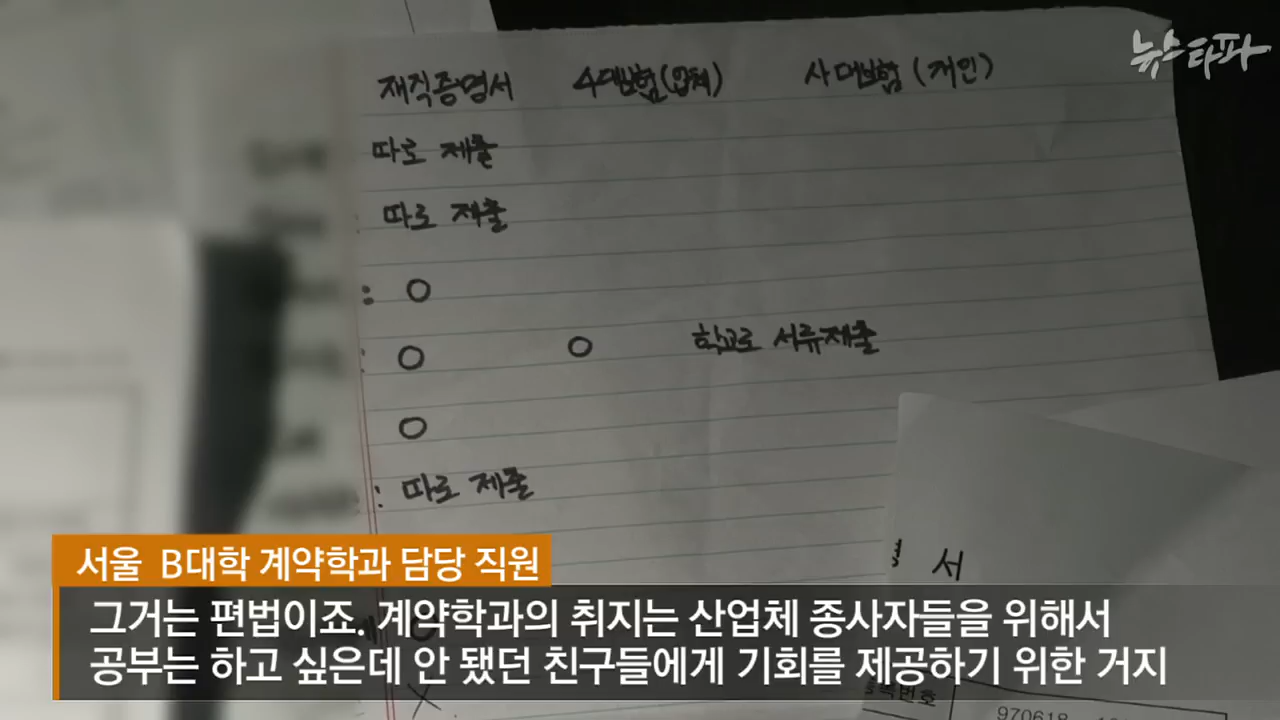 뉴스타파
재직증명서 4대보험(업체) 사대보험(개인)
따로 제출
따로 제출
: O
: O O 학교로 서류제출
O
: 따로 제출
서
서울 B대학 계약학과 담당 직원
그거는 편법이죠. 계약학과의 취지는 산업체 종사자들을 위해서
공부는 하고 싶은데 안 됐던 친구들에게 기회를 제공하기 위한 거지
X
록번호
970618